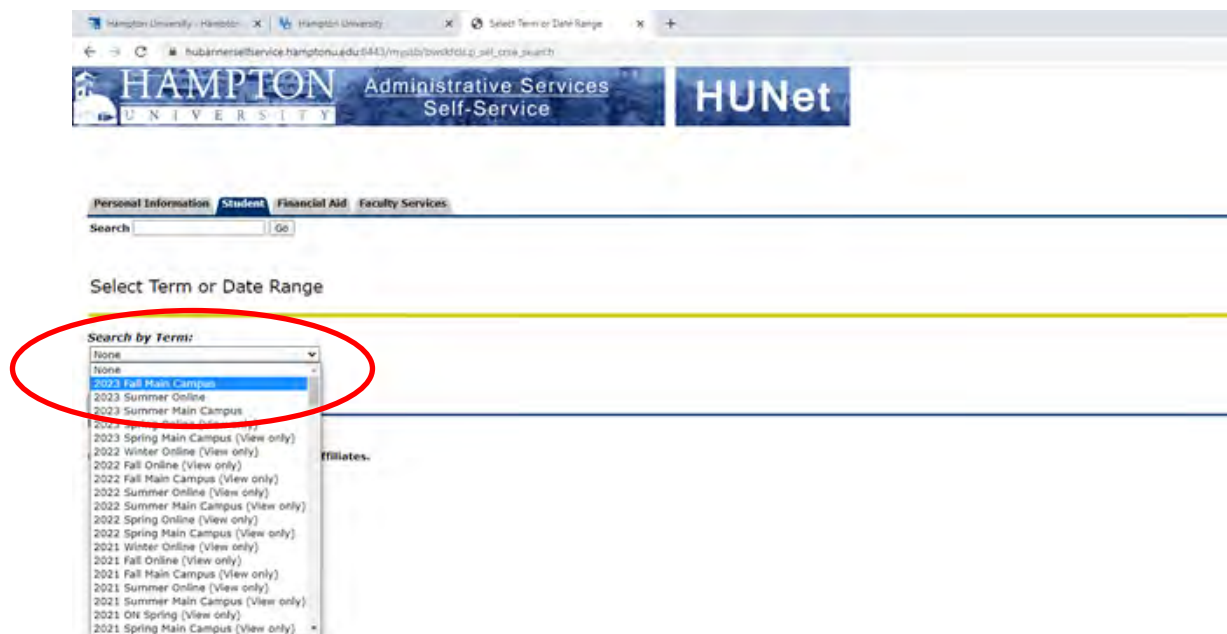 Hampton University - Hampton
Hampton University
Select Term or Date Range
HAMPTON
UNIVERSITY
Administrative Services
Self-Service
HUNet
Personal Information Student Financial Aid Faculty Services
Search Go
Select Term or Date Range
Search by Term:
None
None
2023 Fall Main Campus
2023 Summer Online
2023 Summer Main Campus
2023 Spring Online (View only)
2023 Spring Main Campus (View only)
2022 Winter Online (View only)
ffiliates.
2022 Fall Online (View only)
2022 Fall Main Campus (View only)
2022 Summer Online (View only)
2022 Summer Main Campus (View only)
2022 Spring Online (View only)
2022 Spring Main Campus (View only)
2021 Winter Online (View only)
2021 Fall Online (View only)
2021 Fall Main Campus (View only)
2021 Summer Online (View only)
2021 Summer Main Campus (View only)
2021 ON Spring (View only)
2021 Spring Main Campus (View only)